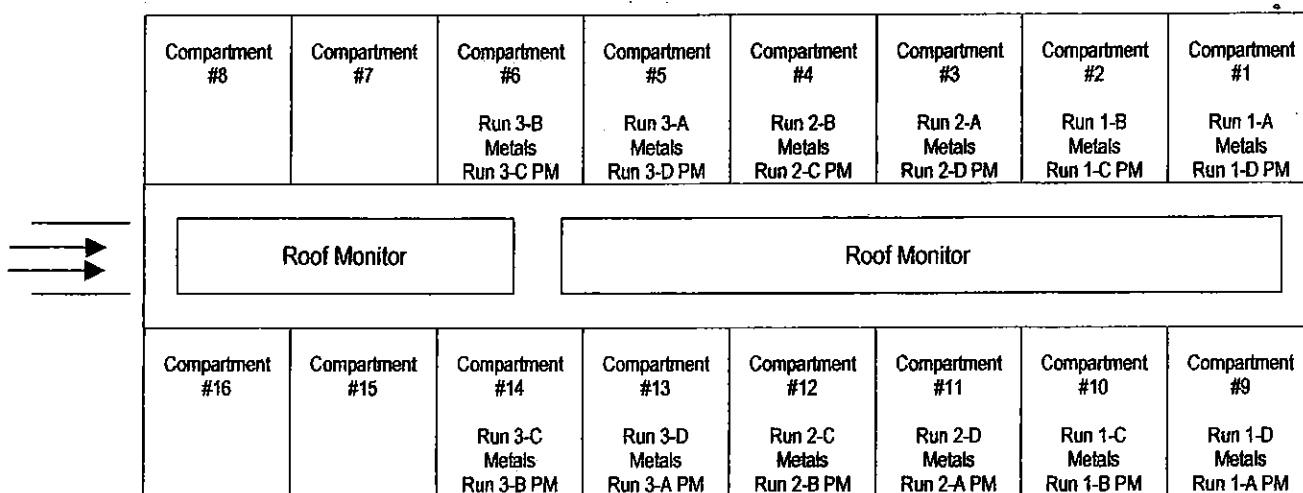 Compartment
#8
Compartment
#7
Compartment
#6
Run 3-B
Metals
Run 3-C PM
Compartment
#5
Run 3-A
Metals
Run 3-D PM
Compartment
#4
Run 2-B
Metals
Run 2-C PM
Compartment
#3
Run 2-A
Metals
Run 2-D PM
Compartment
#2
Run 1-B
Metals
Run 1-C PM
Compartment
#1
Run 1-A
Metals
Run 1-D PM
Roof Monitor
Roof Monitor
Compartment
#16
Compartment
#15
Compartment
#14
Run 3-C
Metals
Run 3-B PM
Compartment
#13
Run 3-D
Metals
Run 3-A PM
Compartment
#12
Run 2-C
Metals
Run 2-B PM
Compartment
#11
Run 2-D
Metals
Run 2-A PM
Compartment
#10
Run 1-C
Metals
Run 1-B PM
Compartment
#9
Run 1-D
Metals
Run 1-A PM